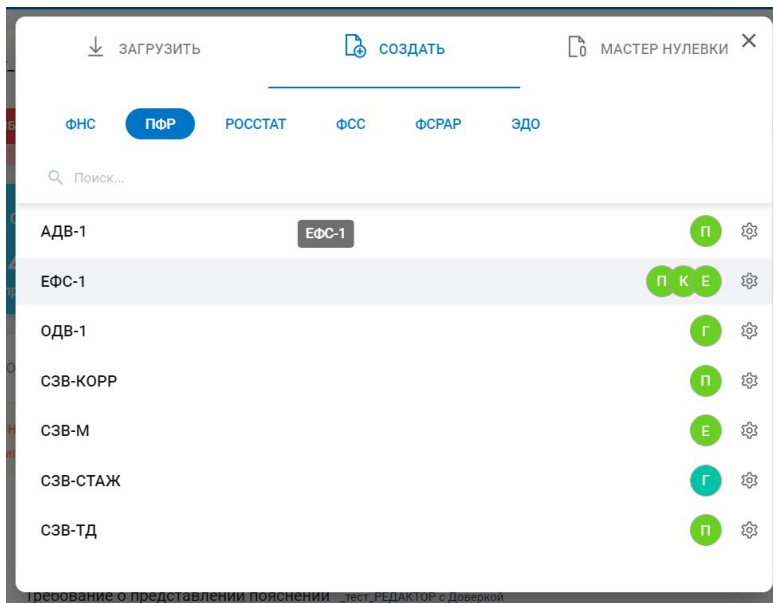 ЗАГРУЗИТЬ СОЗДАТЬ МАСТЕР НУЛЕВКИ
ФНС ПФР РОССТАТ ФСС ФСРАР ЭДО
Поиск...
АДВ-1 ЕФС-1 П
ЕФС-1 П К Е
ОДВ-1 Г
СЗВ-КОРР П
СЗВ-М Е
СЗВ-СТАЖ Г
СЗВ-ТД П
Требование о представлении пояснений _тест_РЕДАКТОР с Доверкой